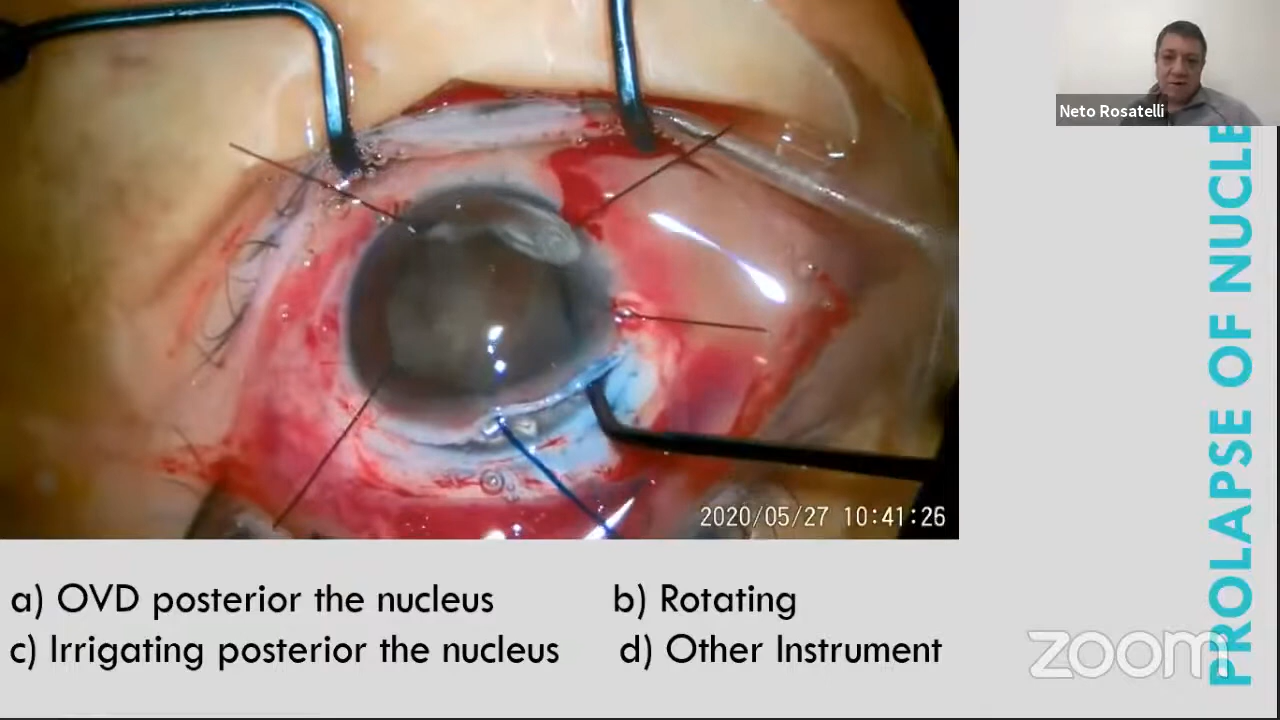 Neto Rosatelli
PROLAPSE OF NUCLE
2020/05/27 10:41:26
a) OVD posterior the nucleus
b) Rotating
c) Irrigating posterior the nucleus
d) Other Instrument
zoom